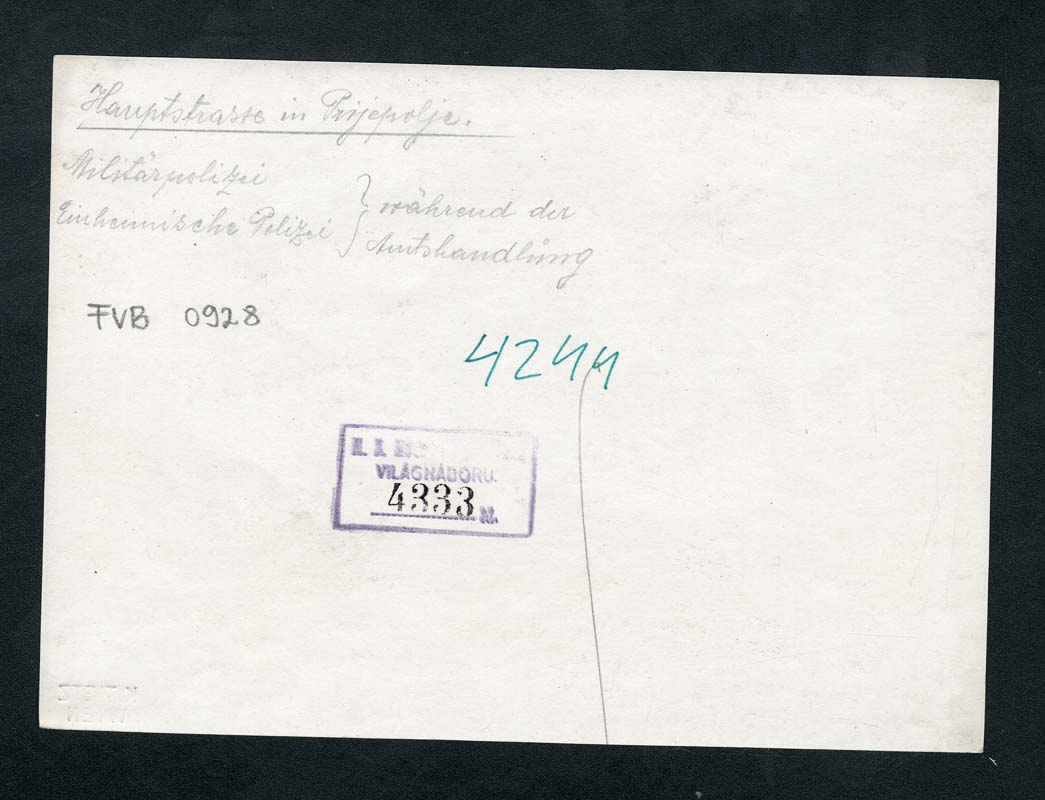 Hauptstrasse in Prijepolje.
Militärpolizei
Einheimische Polizei
} während der
Amtshandlung
FVB 0928
4244
VILÁGHÁBORU.
4333